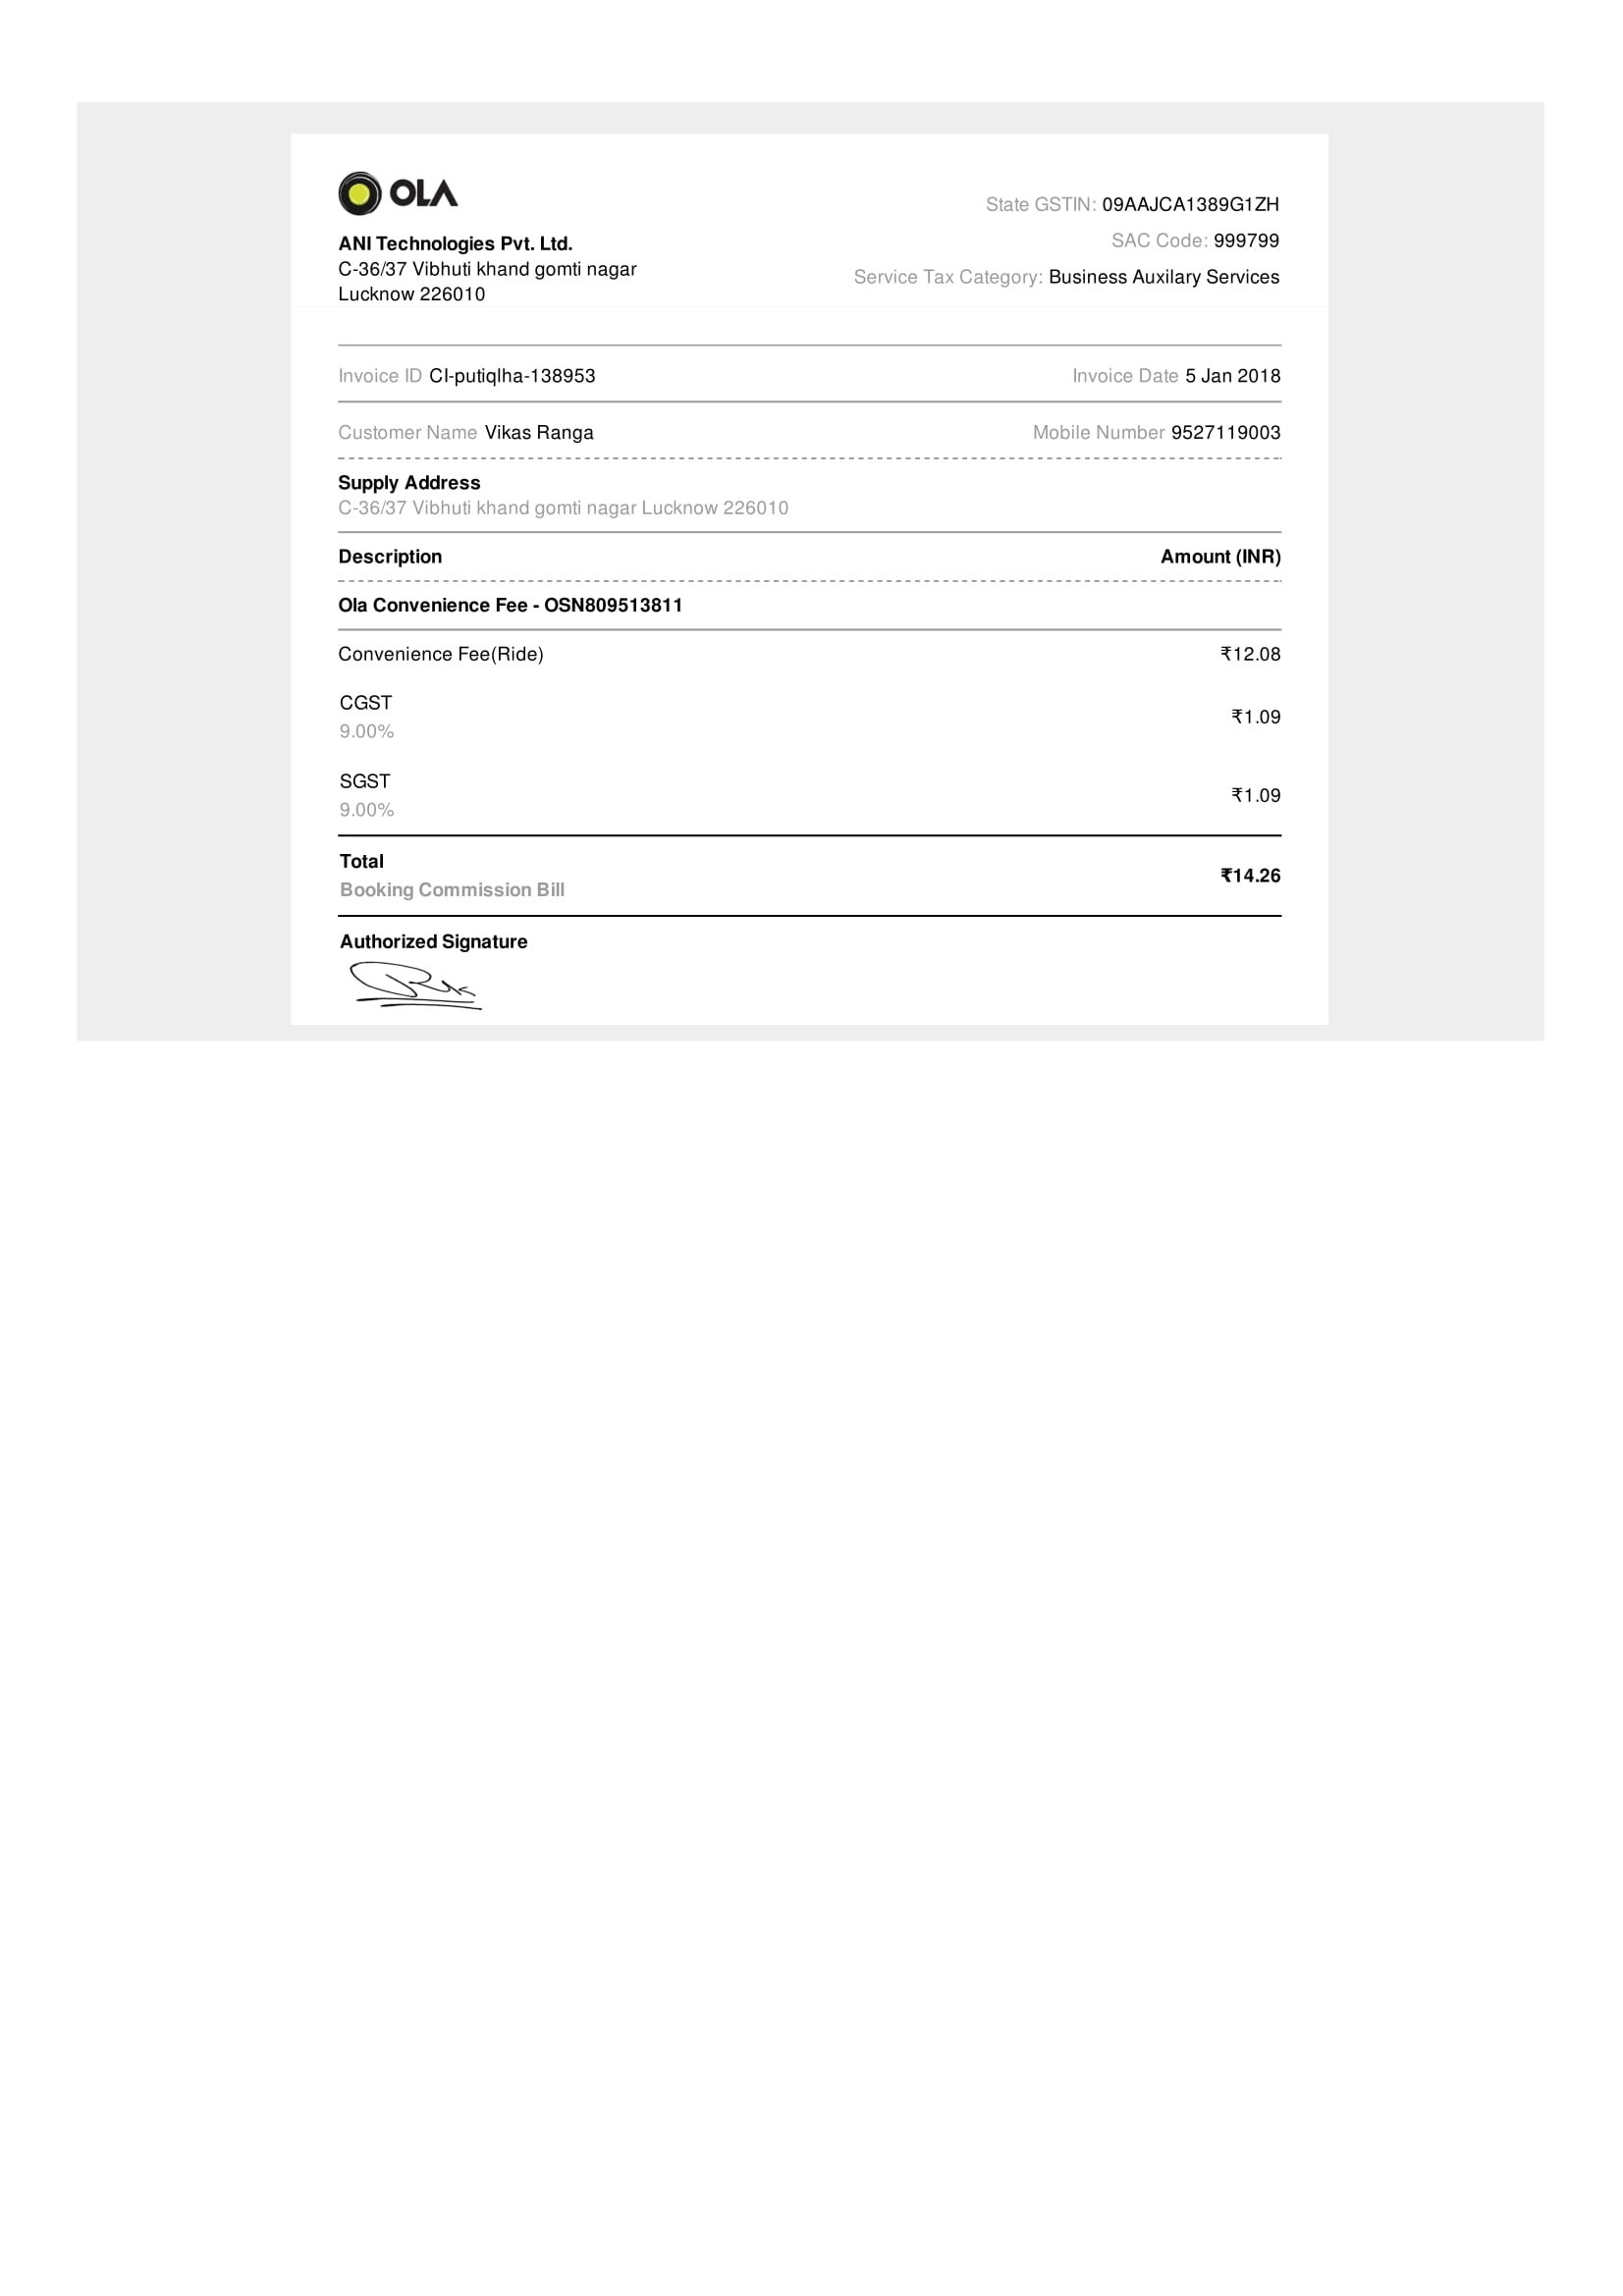 OLA
State GSTIN: 09AAJCA1389G1ZH
ANI Technologies Pvt. Ltd.
SAC Code: 999799
C-36/37 Vibhuti khand gomti nagar
Service Tax Category: Business Auxilary Services
Lucknow 226010
Invoice ID CI-putiqlha-138953 Invoice Date 5 Jan 2018
Customer Name Vikas Ranga Mobile Number 9527119003
Supply Address
C-36/37 Vibhuti khand gomti nagar Lucknow 226010
Description Amount (INR)
Ola Convenience Fee - OSN809513811
Convenience Fee(Ride) ₹12.08
CGST
9.00% ₹1.09
SGST
9.00% ₹1.09
Total
Booking Commission Bill ₹14.26
Authorized Signature